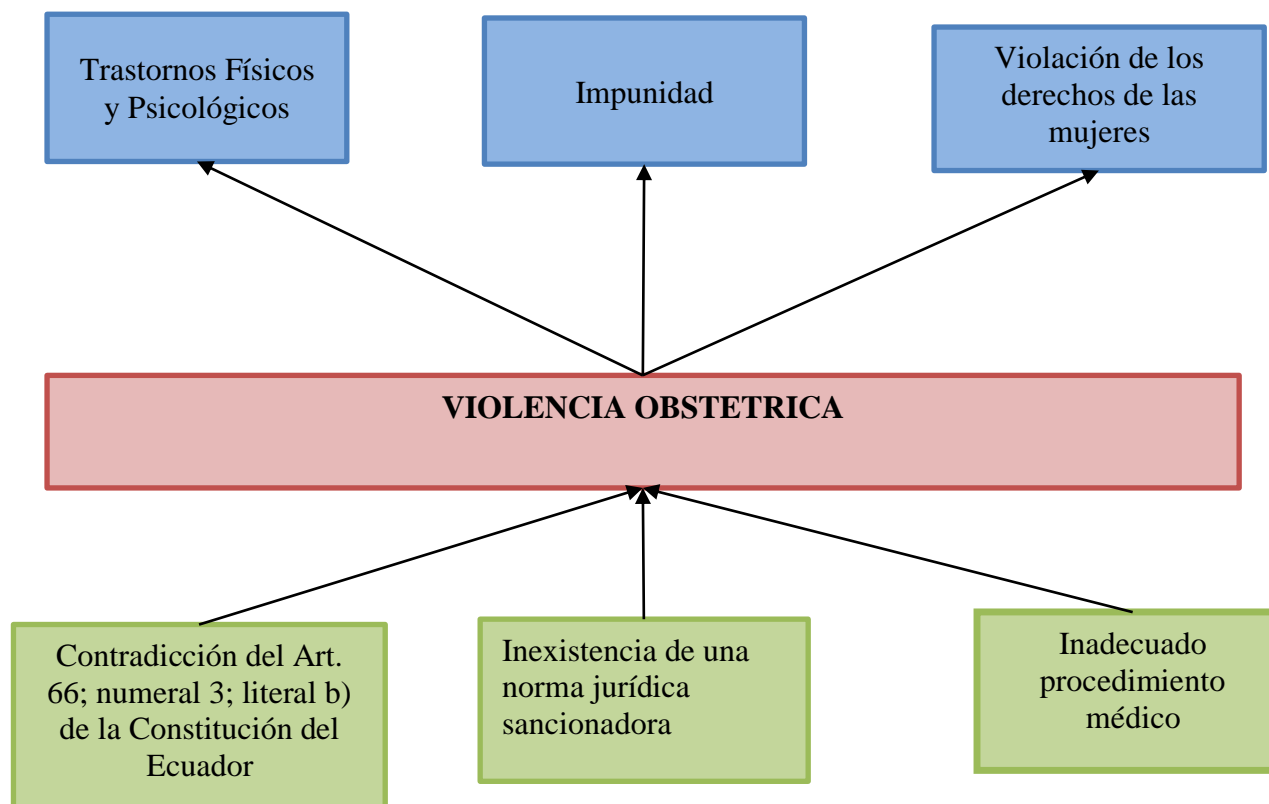 Trastornos Físicos
y Psicológicos
Impunidad
Violación de los
derechos de las
mujeres
VIOLENCIA OBSTETRICA
Contradicción del Art.
66; numeral 3; literal b)
de la Constitución del
Ecuador
Inexistencia de una
norma jurídica
sancionadora
Inadecuado
procedimiento
médico